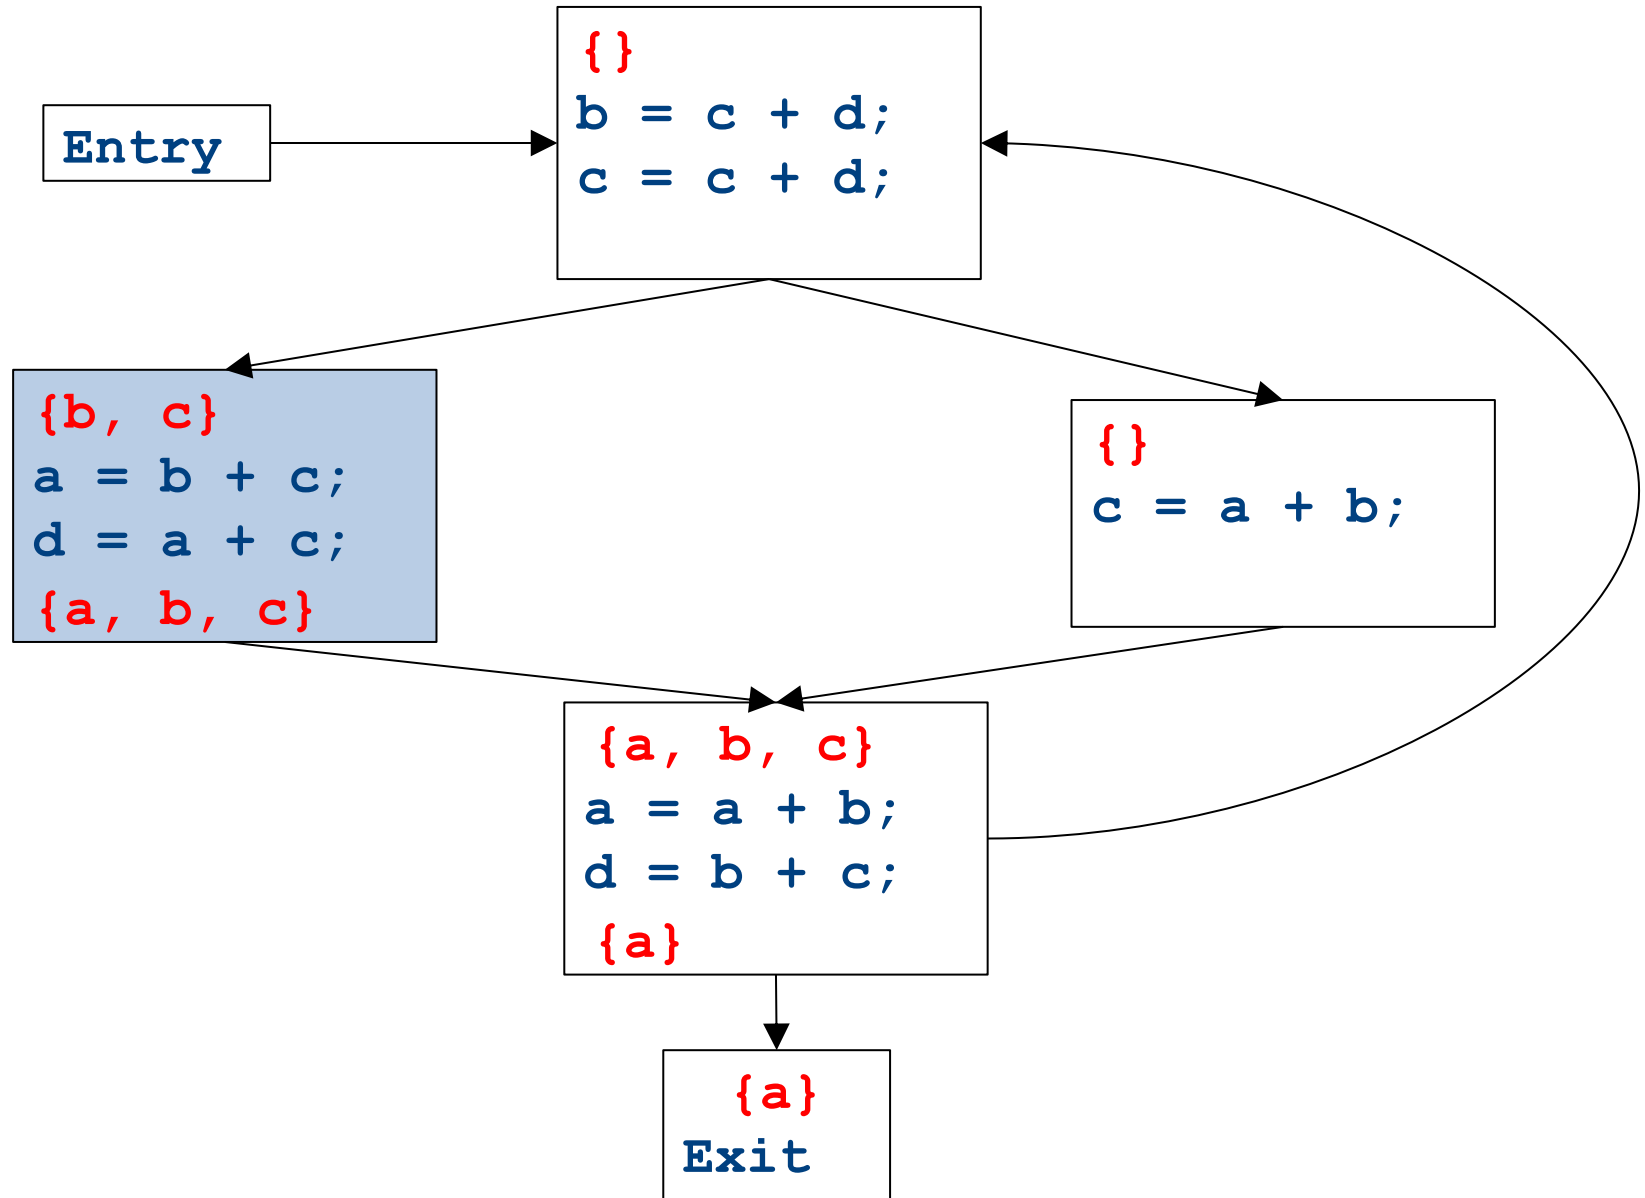 {}
b = c + d;
c = c + d;
Entry
{b, c}
a = b + c;
d = a + c;
{a, b, c}
{}
c = a + b;
{a, b, c}
a = a + b;
d = b + c;
{a}
{a}
Exit